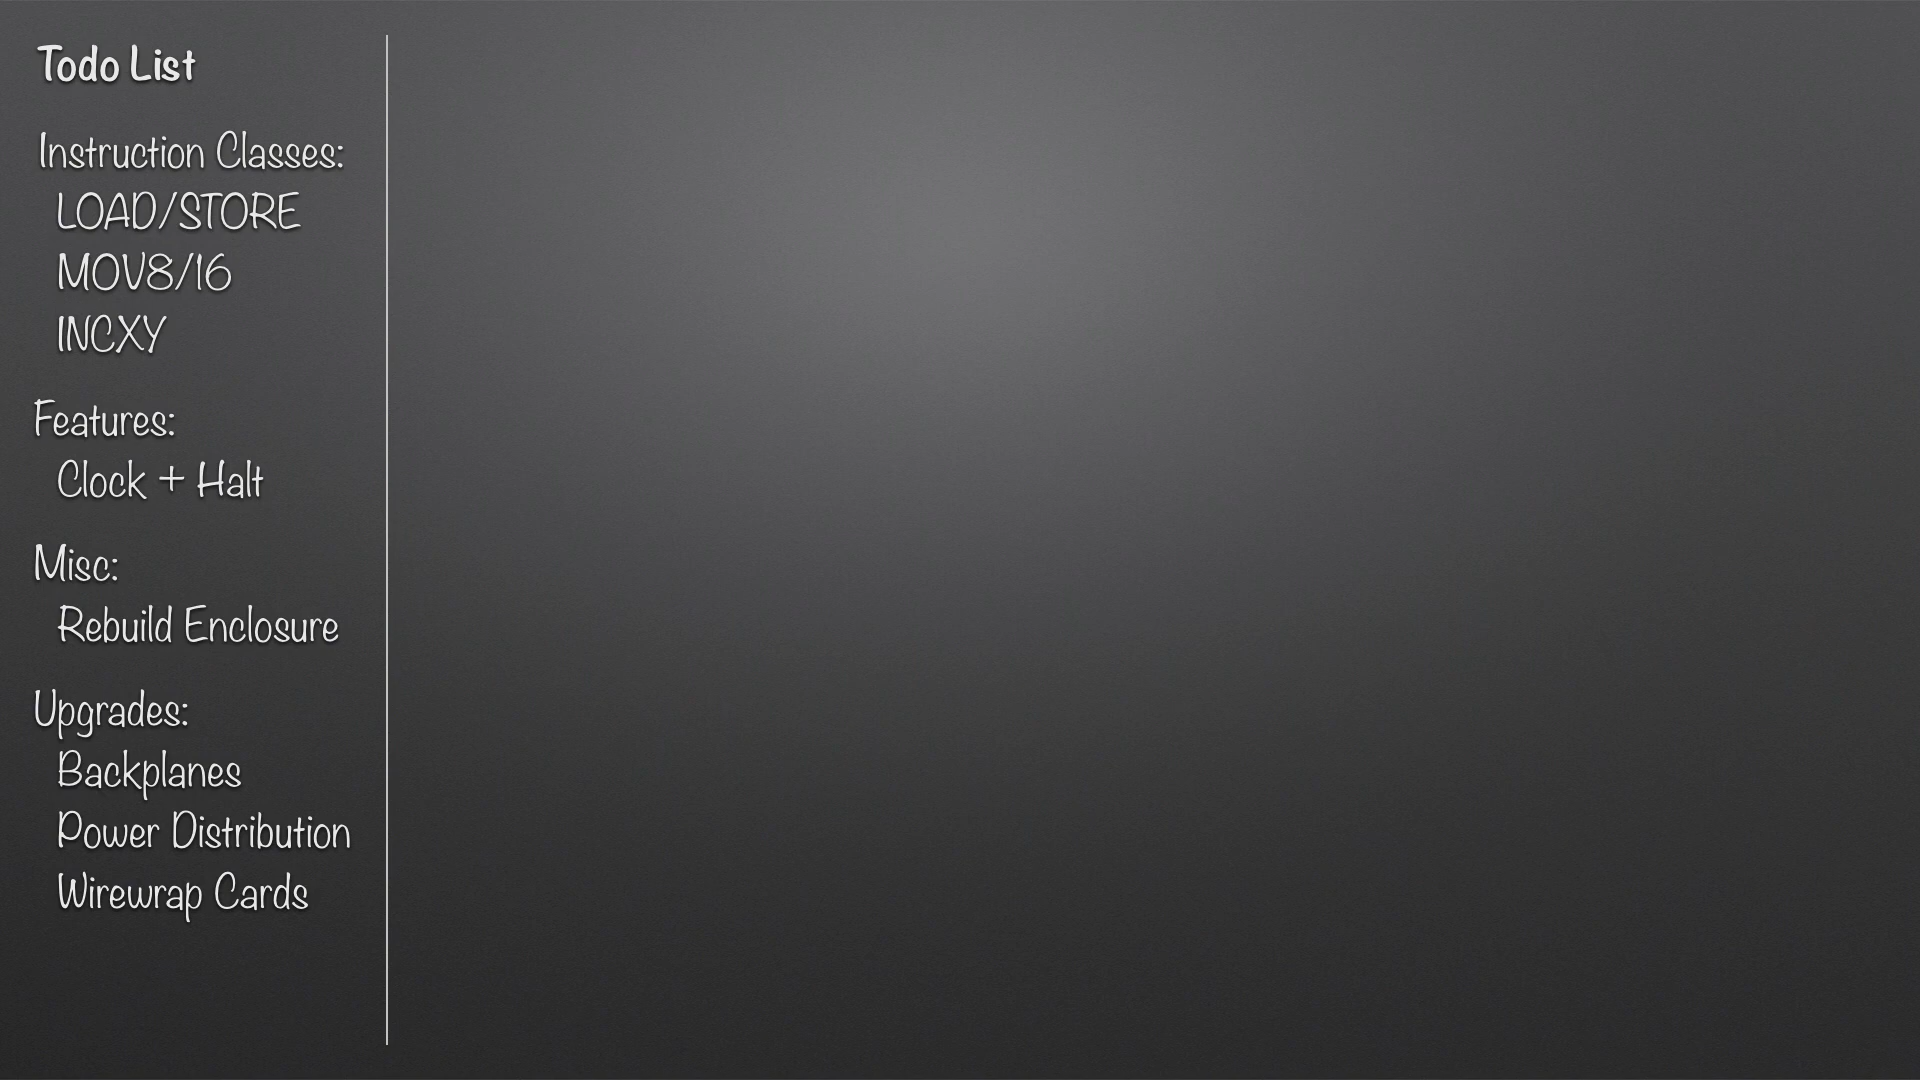 Todo List
Instruction Classes:
LOAD/STORE
MOV8/16
INCXY
Features:
Clock + Halt
Misc:
Rebuild Enclosure
Upgrades:
Backplanes
Power Distribution
Wirewrap Cards